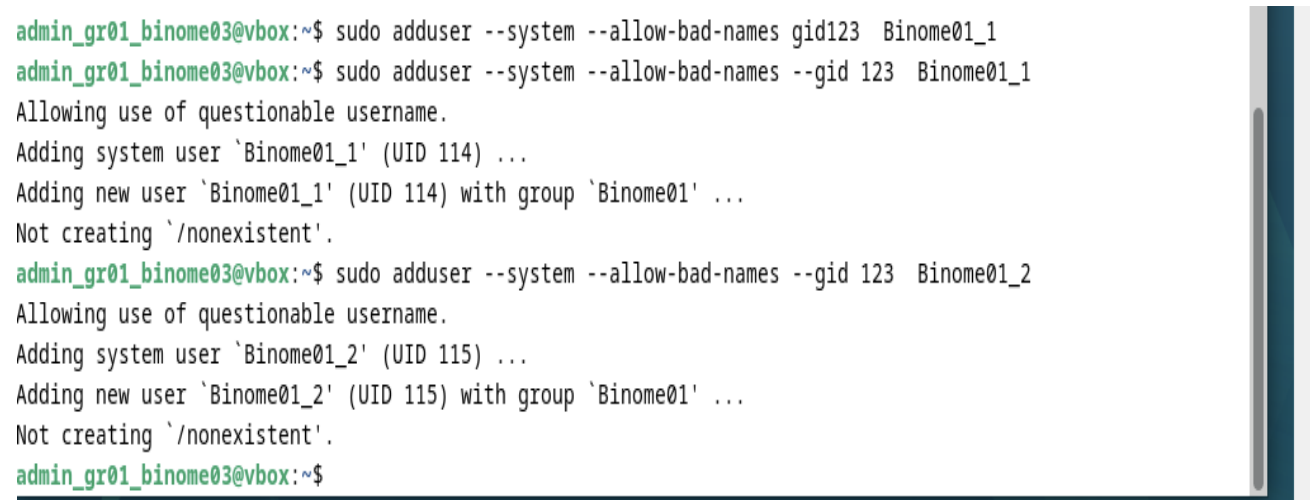 admin_gr01_binome03@vbox:~$ sudo adduser --system --allow-bad-names gid123  Binome01_1
admin_gr01_binome03@vbox:~$ sudo adduser --system --allow-bad-names --gid 123  Binome01_1
Allowing use of questionable username.
Adding system user `Binome01_1' (UID 114) ...
Adding new user `Binome01_1' (UID 114) with group `Binome01' ...
Not creating `/nonexistent'.
admin_gr01_binome03@vbox:~$ sudo adduser --system --allow-bad-names --gid 123  Binome01_2
Allowing use of questionable username.
Adding system user `Binome01_2' (UID 115) ...
Adding new user `Binome01_2' (UID 115) with group `Binome01' ...
Not creating `/nonexistent'.
admin_gr01_binome03@vbox:~$